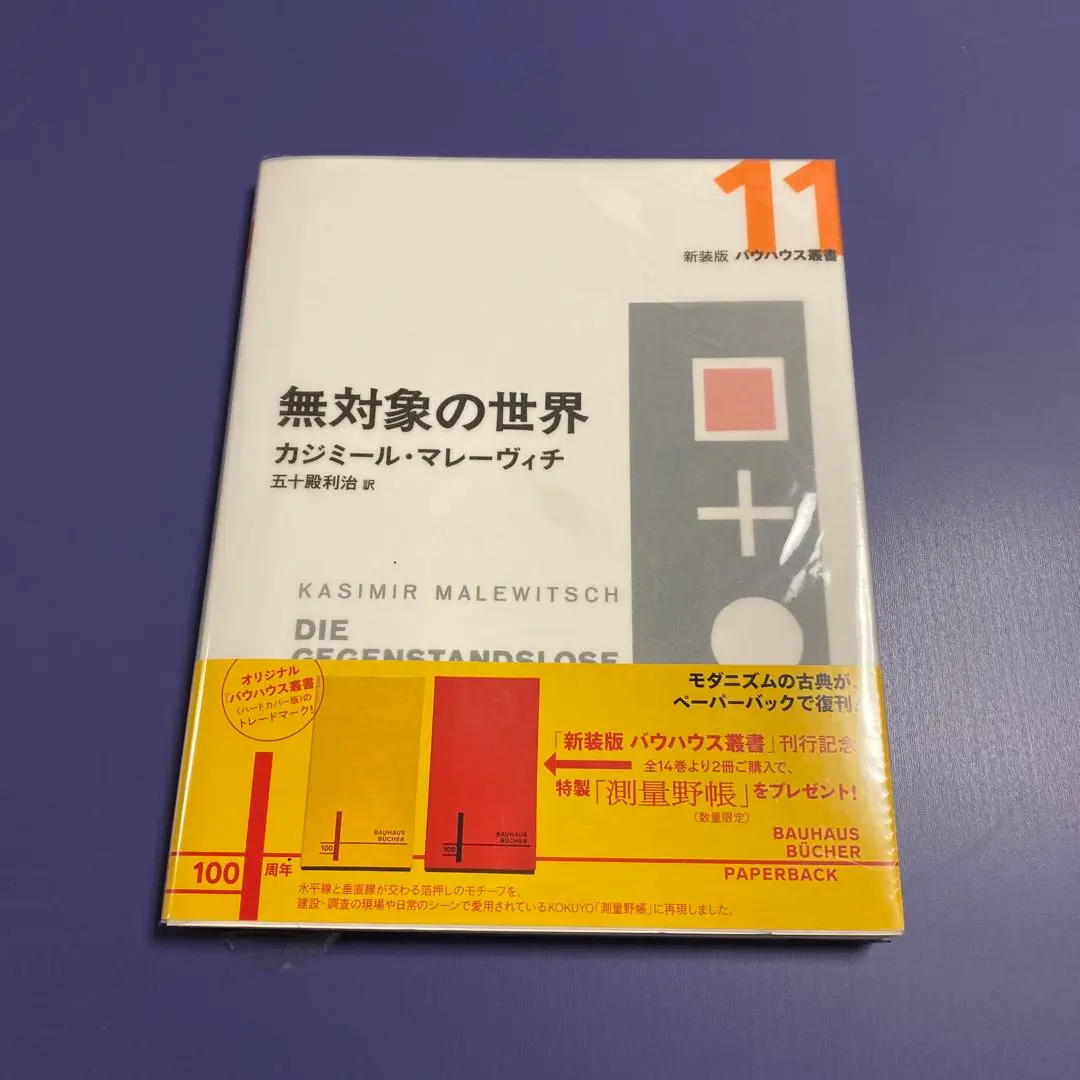 11
新装版 バウハウス叢書
無対象の世界
カジミール・マレーヴィチ
五十殿利治 訳
KASIMIR MALEWITSCH
DIE
GEGENSTANDSLOSE
オリジナル
「バウハウス叢書」
(ハードカバー版)の
トレードマーク!
モダニズムの古典が、
ペーパーバックで復刊!
「新装版 バウハウス叢書」刊行記念
全14巻より2冊ご購入で、
特製「測量野帳」をプレゼント!
(数量限定)
BAUHAUS
BÜCHER
100
BAUHAUS
BÜCHER
100
BAUHAUS
BÜCHER
PAPERBACK
100周年
水平線と垂直線が交わる箔押しのモチーフを、
建設・調査の現場や日常のシーンで愛用されているKOKUYO「測量野帳」に再現しました。